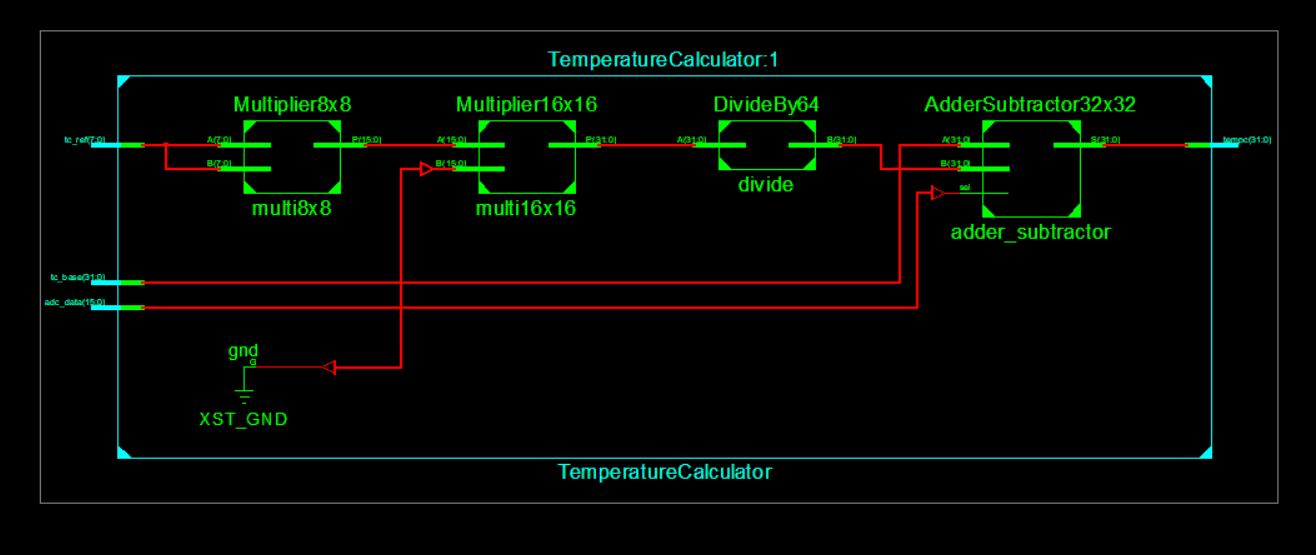 TemperatureCalculator:1
Multiplier8x8 Multiplier16x16 DivideBy64 AdderSubtractor32x32
tc_ref(7:0) A(7:0) P(15:0) A(15:0) P(31:0) A(31:0) B(31:0) A(31:0) S(31:0) tempc(31:0)
B(7:0) B(15:0) B(31:0)
divide
sel
multi8x8 multi16x16
adder_subtractor
tc_base(31:0)
adc_data(15:0)
gnd
G
XST_GND
TemperatureCalculator